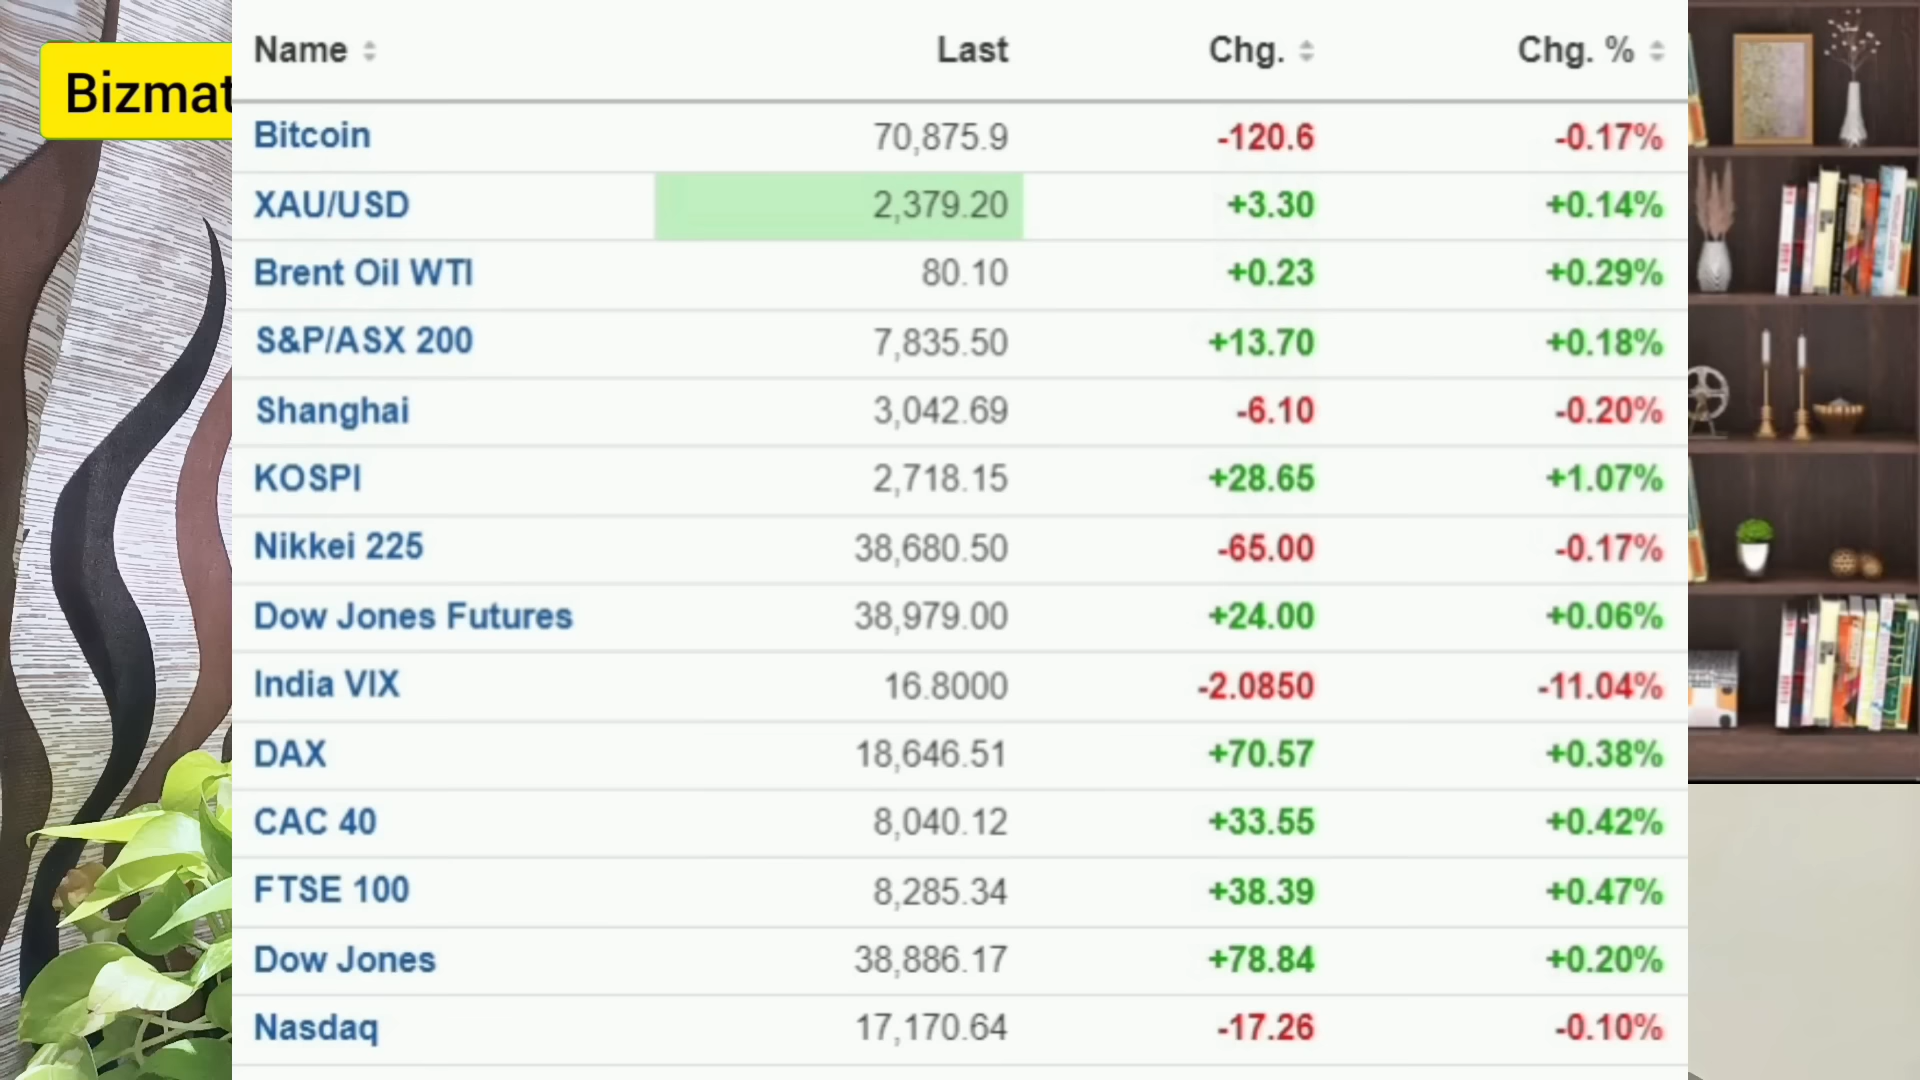 Bizmat
Name Last Chg. Chg. %
Bitcoin 70,875.9 -120.6 -0.17%
XAU/USD 2,379.20 +3.30 +0.14%
Brent Oil WTI 80.10 +0.23 +0.29%
S&P/ASX 200 7,835.50 +13.70 +0.18%
Shanghai 3,042.69 -6.10 -0.20%
KOSPI 2,718.15 +28.65 +1.07%
Nikkei 225 38,680.50 -65.00 -0.17%
Dow Jones Futures 38,979.00 +24.00 +0.06%
India VIX 16.8000 -2.0850 -11.04%
DAX 18,646.51 +70.57 +0.38%
CAC 40 8,040.12 +33.55 +0.42%
FTSE 100 8,285.34 +38.39 +0.47%
Dow Jones 38,886.17 +78.84 +0.20%
Nasdaq 17,170.64 -17.26 -0.10%